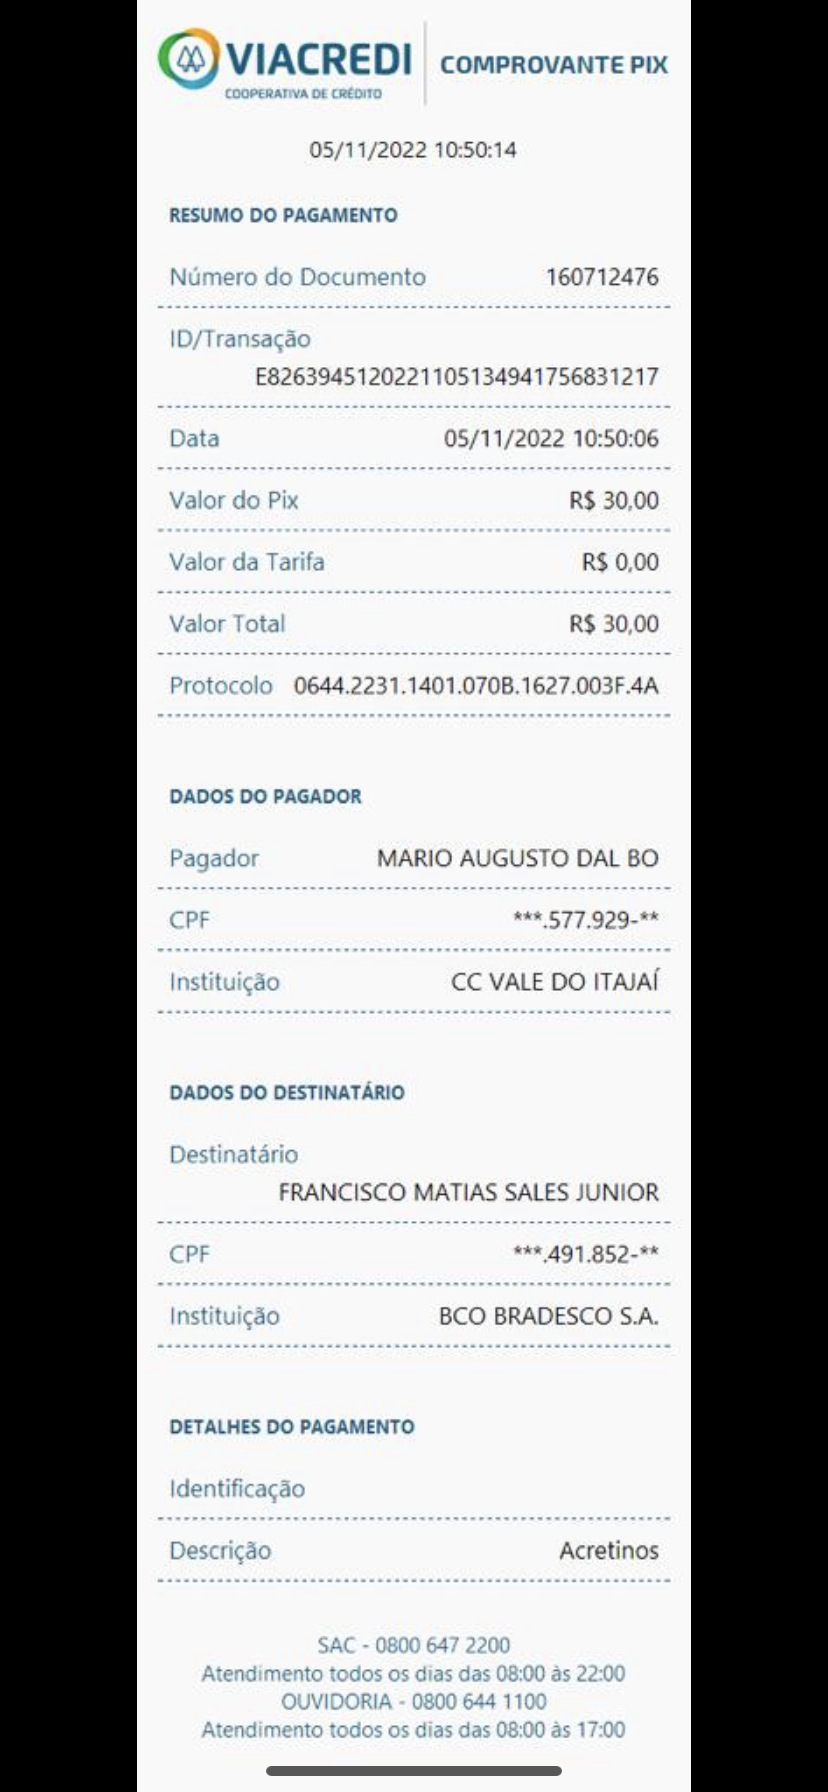 VIACREDI
COOPERATIVA DE CRÉDITO
COMPROVANTE PIX
05/11/2022 10:50:14
RESUMO DO PAGAMENTO
Número do Documento 160712476
ID/Transação
E8263945120221105134941756831217
Data 05/11/2022 10:50:06
Valor do Pix R$ 30,00
Valor da Tarifa R$ 0,00
Valor Total R$ 30,00
Protocolo 0644.2231.1401.070B.1627.003F.4A
DADOS DO PAGADOR
Pagador MARIO AUGUSTO DAL BO
CPF ***.577.929-**
Instituição CC VALE DO ITAJAÍ
DADOS DO DESTINATÁRIO
Destinatário
FRANCISCO MATIAS SALES JUNIOR
CPF ***.491.852-**
Instituição BCO BRADESCO S.A.
DETALHES DO PAGAMENTO
Identificação
Descrição Acretinos
SAC - 0800 647 2200
Atendimento todos os dias das 08:00 às 22:00
OUVIDORIA - 0800 644 1100
Atendimento todos os dias das 08:00 às 17:00